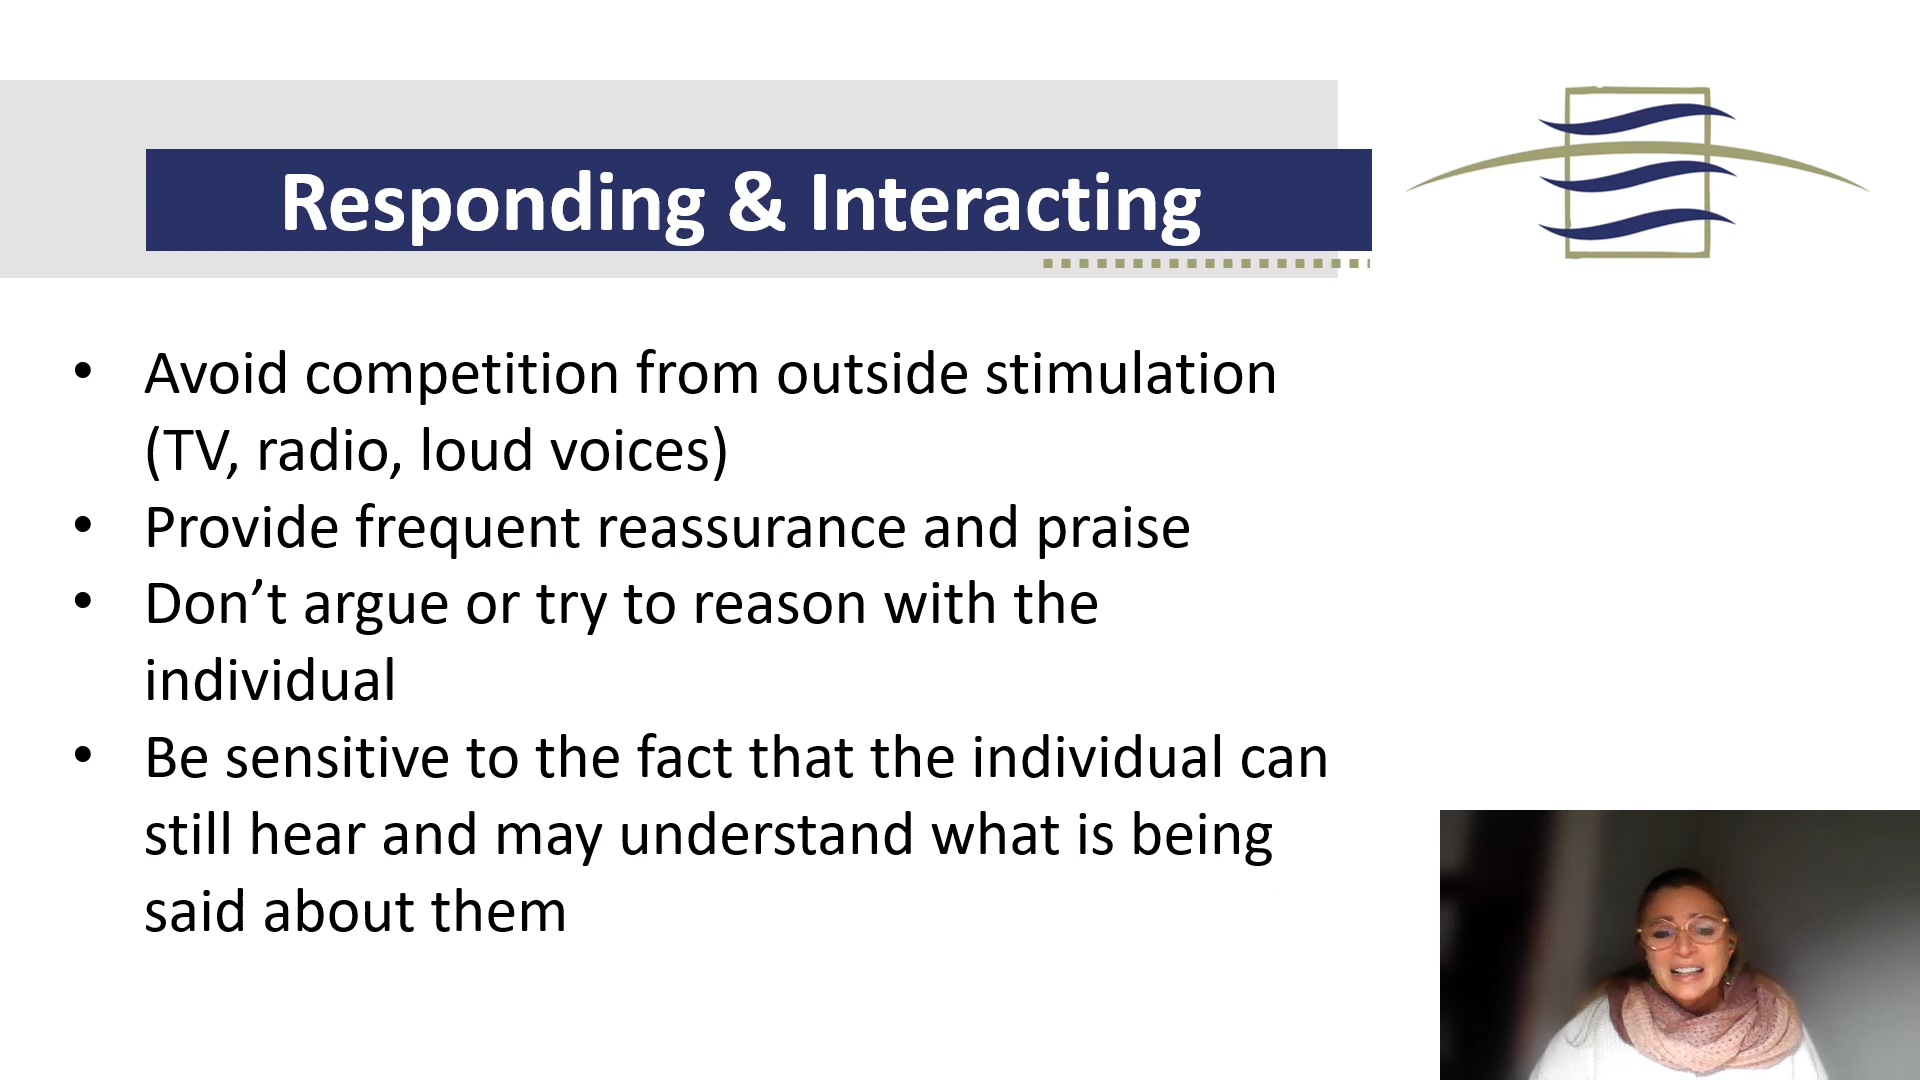 Responding & Interacting
• Avoid competition from outside stimulation
(TV, radio, loud voices)
• Provide frequent reassurance and praise
• Don’t argue or try to reason with the
individual
• Be sensitive to the fact that the individual can
still hear and may understand what is being
said about them